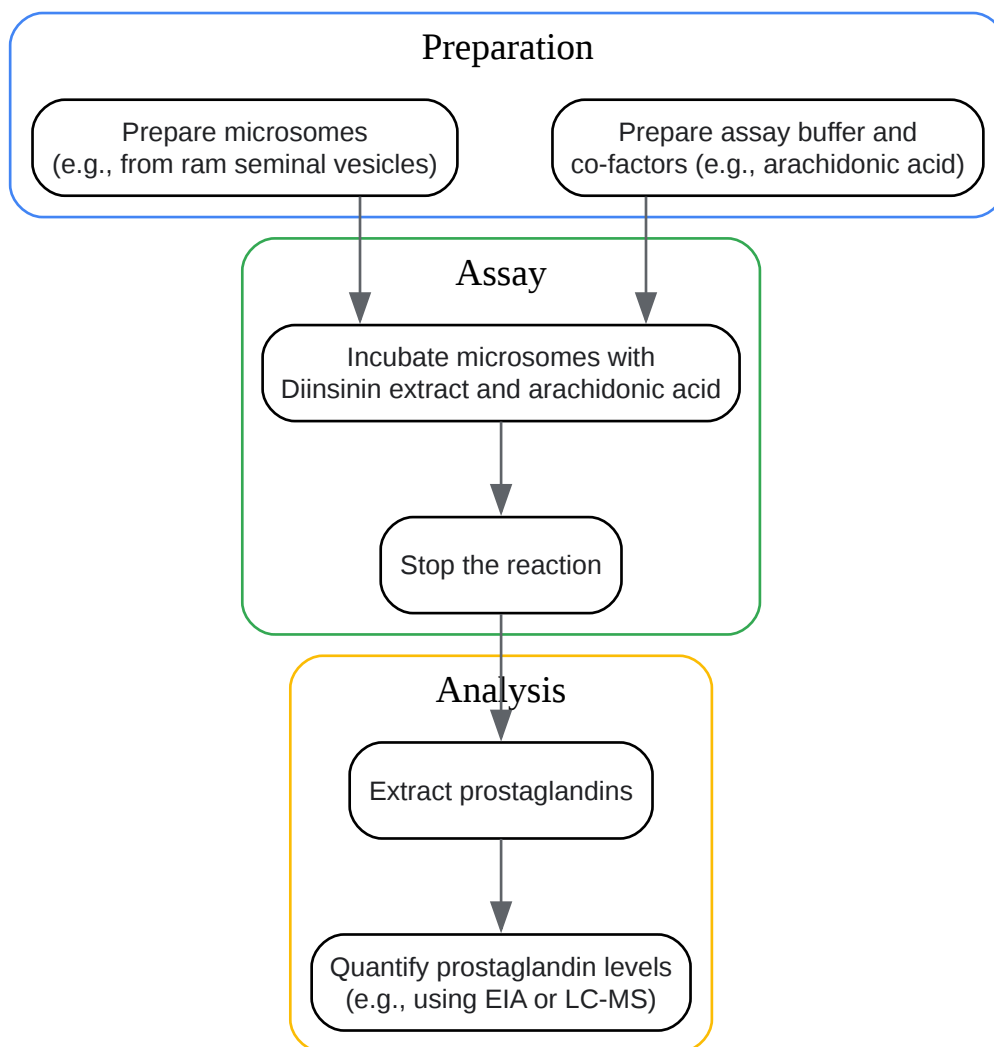 Preparation
Prepare microsomes
(e.g., from ram seminal vesicles)
Prepare assay buffer and
co-factors (e.g., arachidonic acid)
Assay
Incubate microsomes with
Diinsinin extract and arachidonic acid
Stop the reaction
Analysis
Extract prostaglandins
Quantify prostaglandin levels
(e.g., using EIA or LC-MS)